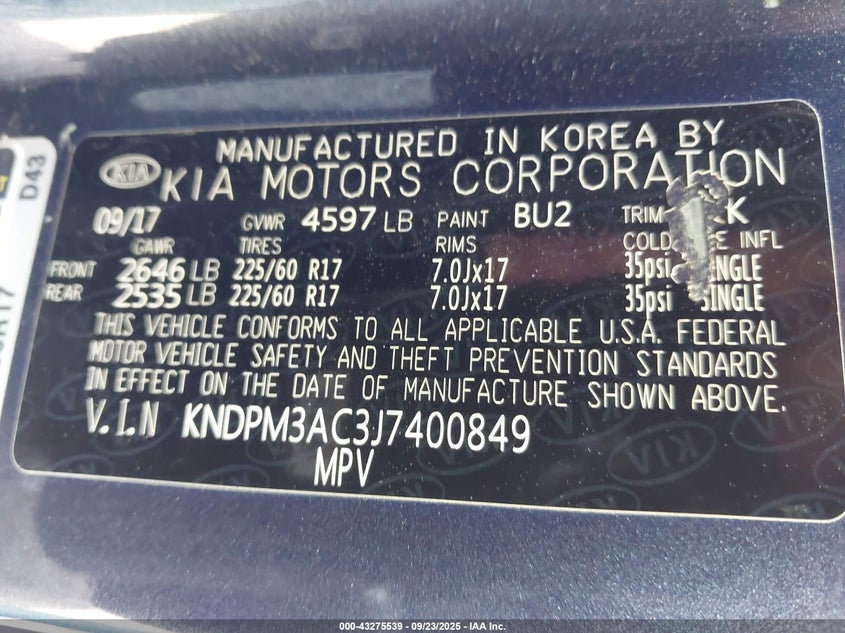 D43
MANUFACTURED IN KOREA BY
KIA KIA MOTORS CORPORATION
09/17 GVWR 4597 LB PAINT BU2 TRIM K
GAWR TIRES RIMS COLD INFL
FRONT 2646 LB 225/60 R17 7.0Jx17 35psi SINGLE
REAR 2535 LB 225/60 R17 7.0Jx17 35psi SINGLE
THIS VEHICLE CONFORMS TO ALL APPLICABLE U.S.A. FEDERAL
MOTOR VEHICLE SAFETY AND THEFT PREVENTION STANDARDS
IN EFFECT ON THE DATE OF MANUFACTURE SHOWN ABOVE.
V.I.N KNDPM3AC3J7400849
MPV
000-43275539 - 09/23/2025 - IAA Inc.